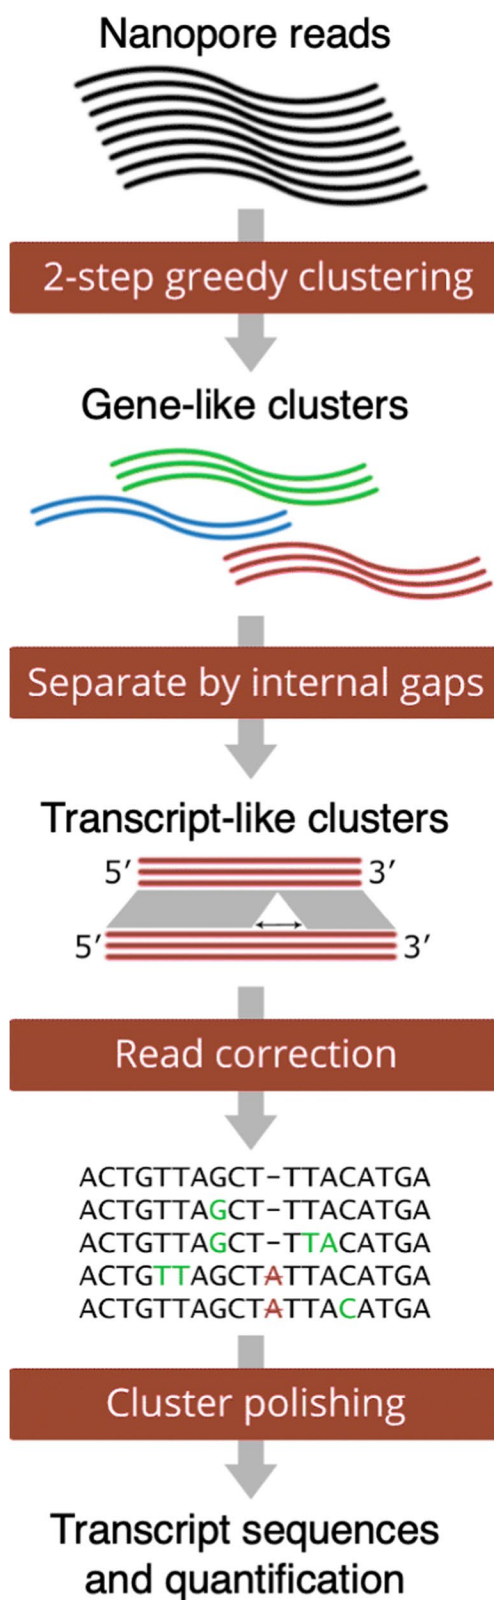 Nanopore reads
2-step greedy clustering
Gene-like clusters
Separate by internal gaps
Transcript-like clusters
5′ 3′
5′ 3′
Read correction
ACTGTTAGCT-TTACATGA
ACTGTTAGCT-TTACATGA
ACTGTTAGCT-TTACATGA
ACTGTTAGCTATTACATGA
ACTGTTAGCTATTACATGA
Cluster polishing
Transcript sequences
and quantification